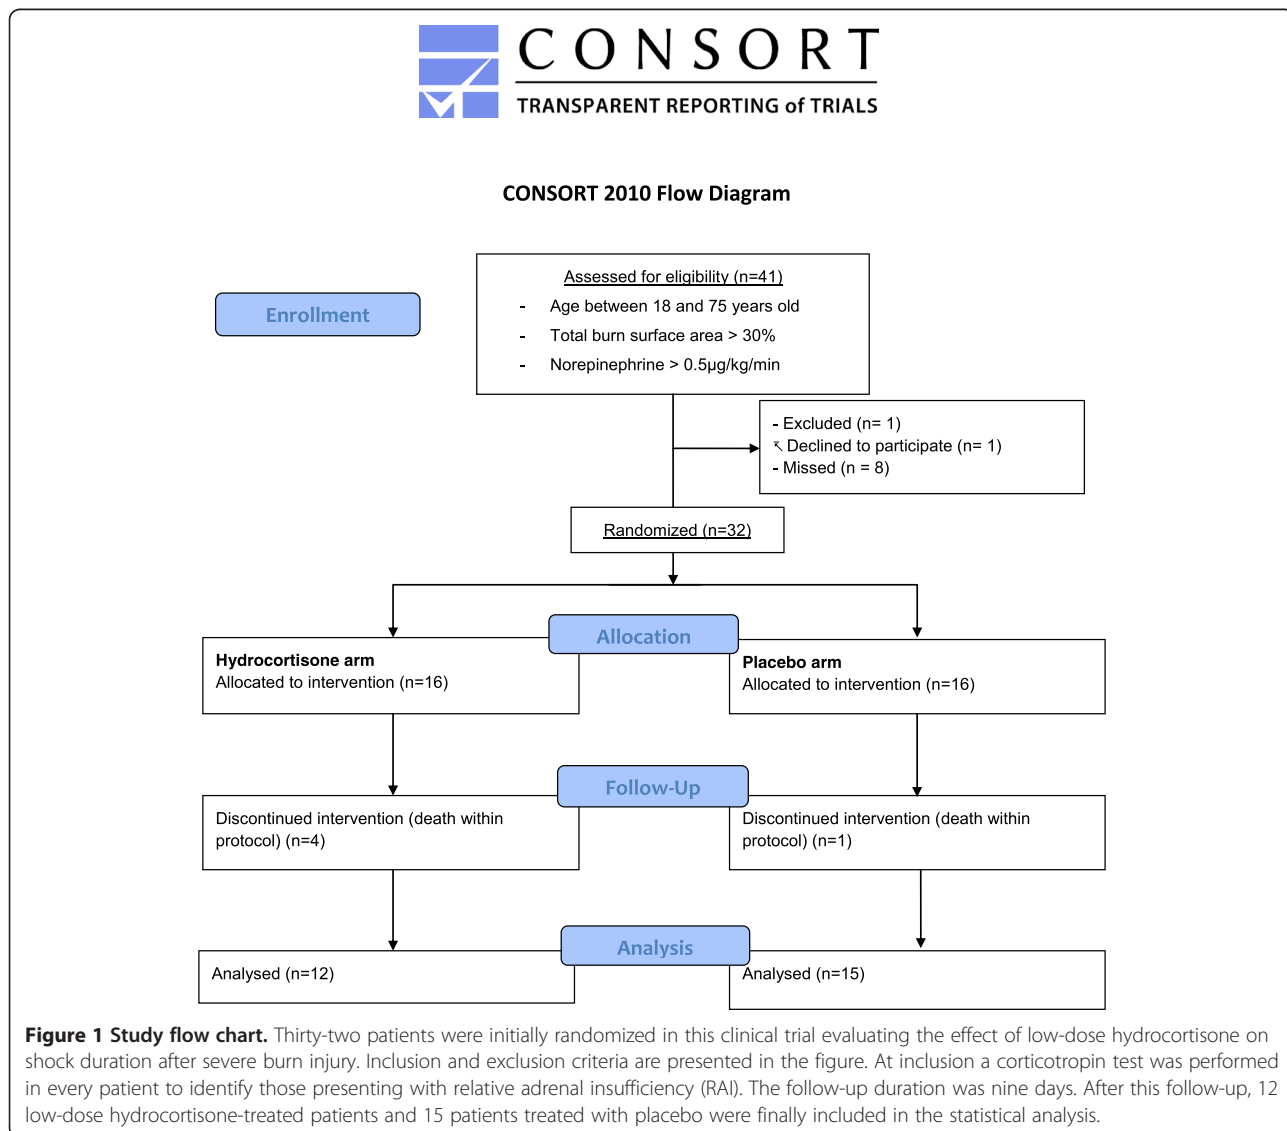 CONSORT
TRANSPARENT REPORTING of TRIALS
CONSORT 2010 Flow Diagram
Enrollment
Assessed for eligibility (n=41)
- Age between 18 and 75 years old
- Total burn surface area > 30%
- Norepinephrine > 0.5µg/kg/min
- Excluded (n= 1)
↸ Declined to participate (n= 1)
- Missed (n = 8)
Randomized (n=32)
Allocation
Hydrocortisone arm
Allocated to intervention (n=16)
Placebo arm
Allocated to intervention (n=16)
Follow-Up
Discontinued intervention (death within
protocol) (n=4)
Discontinued intervention (death within
protocol) (n=1)
Analysis
Analysed (n=12)
Analysed (n=15)
Figure 1 Study flow chart. Thirty-two patients were initially randomized in this clinical trial evaluating the effect of low-dose hydrocortisone on
shock duration after severe burn injury. Inclusion and exclusion criteria are presented in the figure. At inclusion a corticotropin test was performed
in every patient to identify those presenting with relative adrenal insufficiency (RAI). The follow-up duration was nine days. After this follow-up, 12
low-dose hydrocortisone-treated patients and 15 patients treated with placebo were finally included in the statistical analysis.